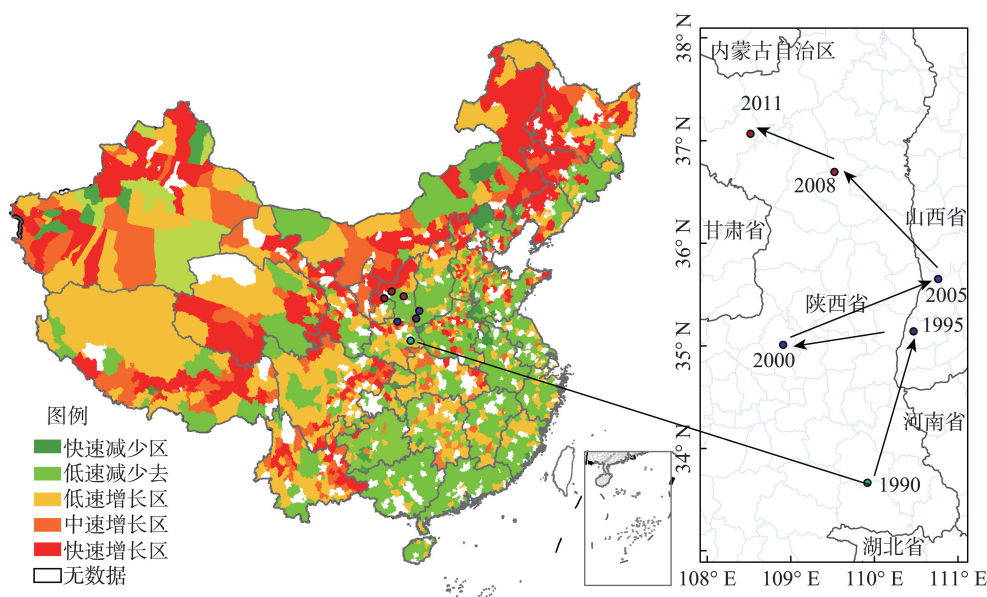 图例
快速减少区
低速减少去
低速增长区
中速增长区
快速增长区
无数据
38° N
37° N
36° N
35° N
34° N
内蒙古自治区
2011
2008
甘肃省
山西省
陕西省
2005
1995
2000
河南省
1990
湖北省
108° E
109° E
110° E
111° E